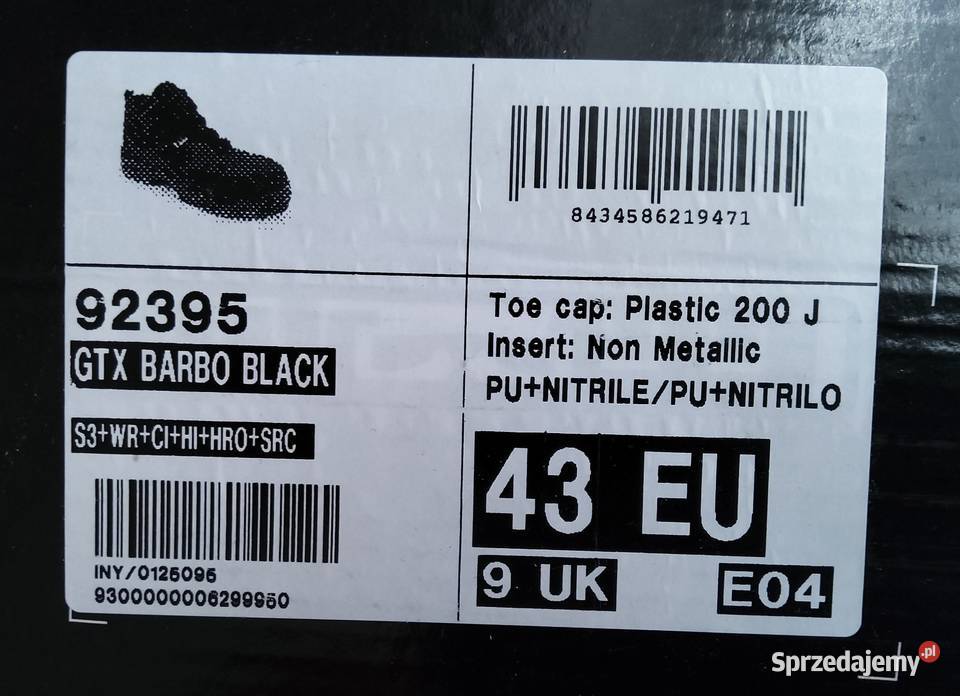 8434586219471
92395
GTX BARBO BLACK
S3+WR+CI+HI+HRO+SRC
INY/0125095
9300000006299950
Toe cap: Plastic 200 J
Insert: Non Metallic
PU+NITRILE/PU+NITRILO
43 EU
9 UK
E04
Sprzedajemy.pl